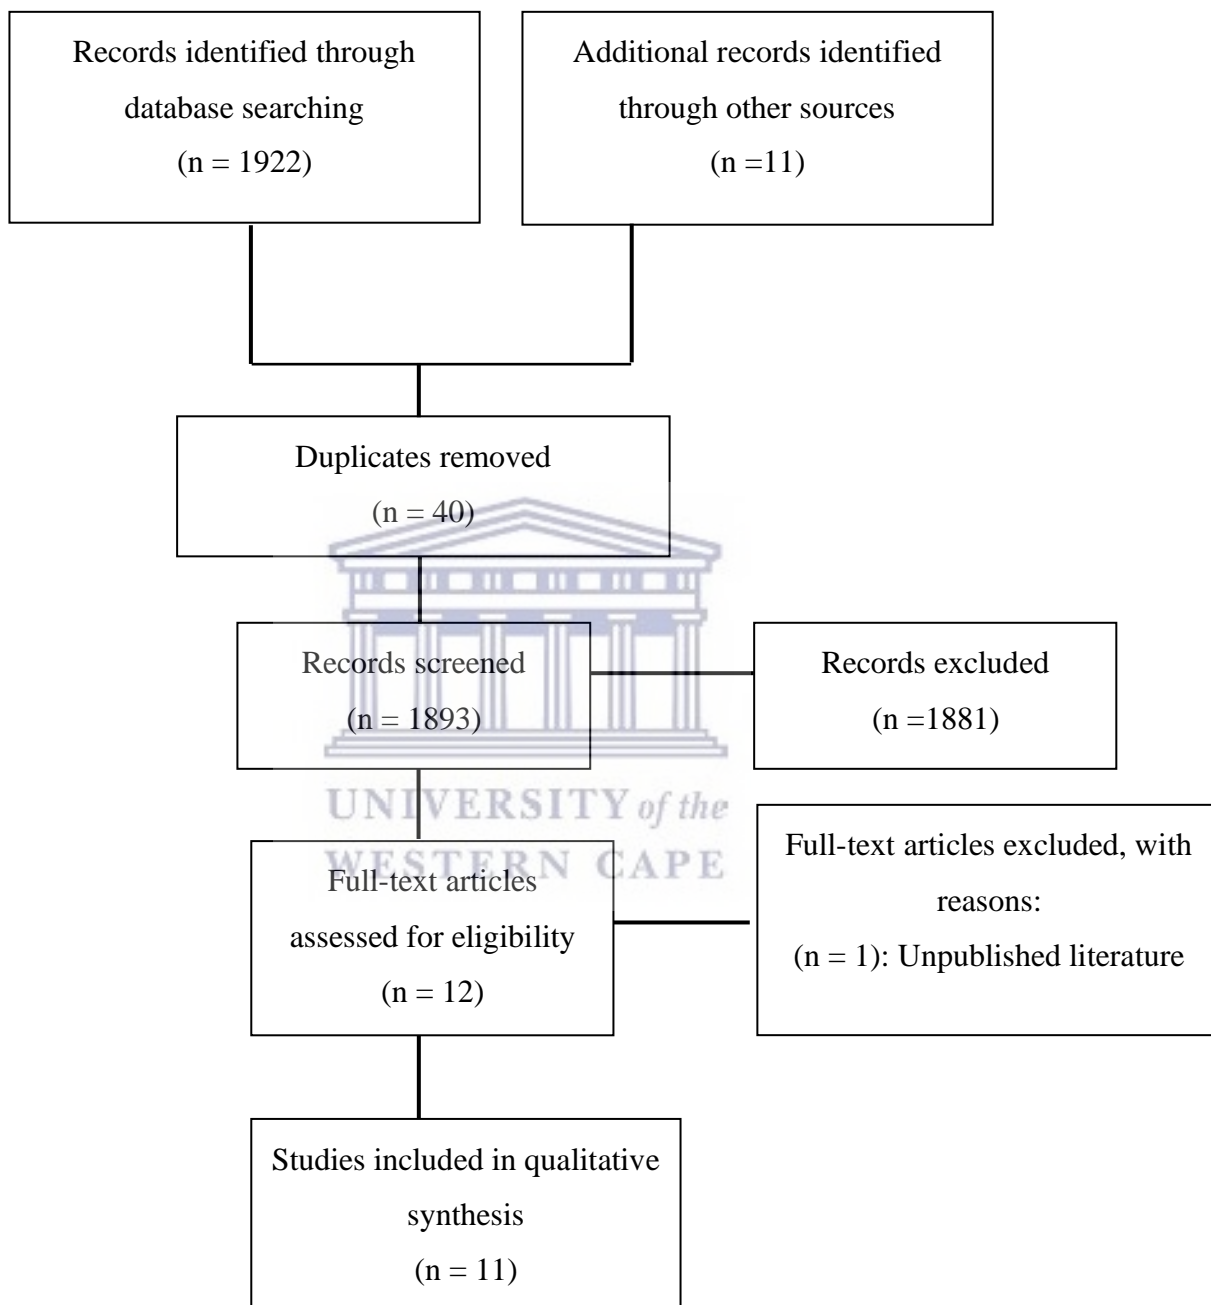 Records identified through
database searching
(n = 1922)
Additional records identified
through other sources
(n =11)
Duplicates removed
(n = 40)
Records screened
(n = 1893)
Records excluded
(n =1881)
UNIVERSITY of the
WESTERN CAPE
Full-text articles
assessed for eligibility
(n = 12)
Full-text articles excluded, with
reasons:
(n = 1): Unpublished literature
Studies included in qualitative
synthesis
(n = 11)